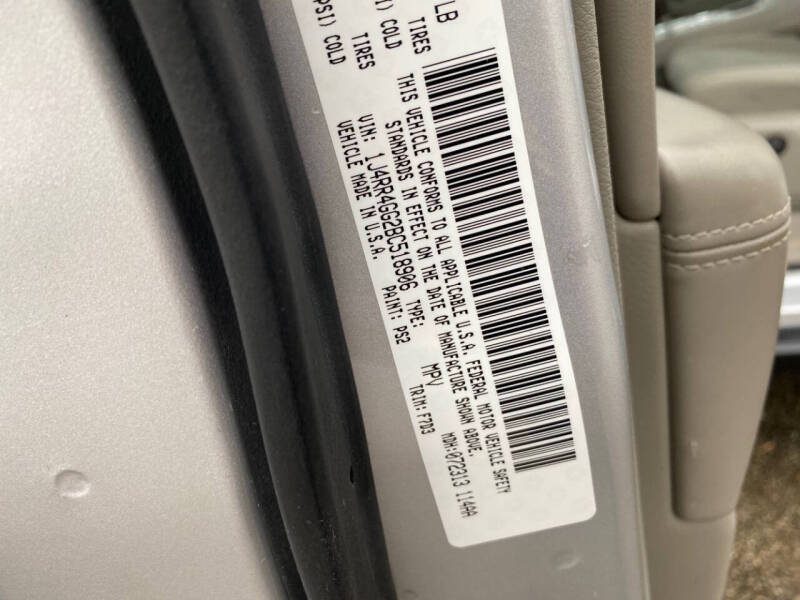 LB
TIRES
PSI) COLD
TIRES
PSI) COLD
THIS VEHICLE CONFORMS TO ALL APPLICABLE U.S.A. FEDERAL MOTOR VEHICLE SAFETY
STANDARDS IN EFFECT ON THE DATE OF MANUFACTURE SHOWN ABOVE.
VIN: 1J4RR4GG2BC518906 TYPE: MPV MDH:072313 114AA
VEHICLE MADE IN U.S.A. PAINT: PS2 TRIM: F7D3